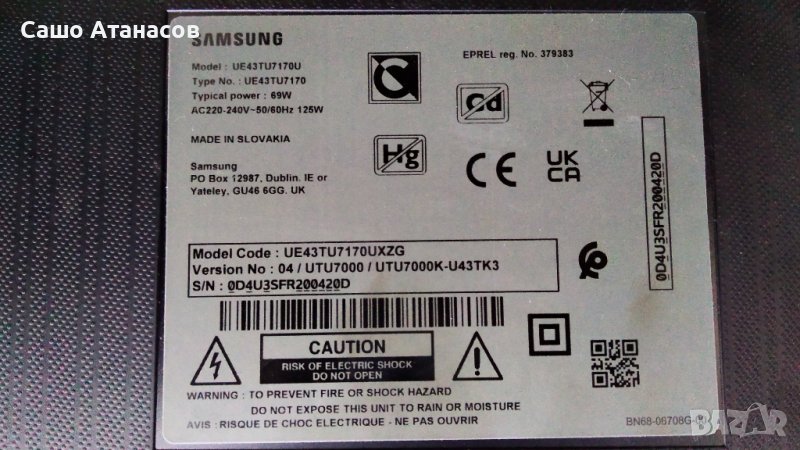 Сашо Атанасов
SAMSUNG
Model : UE43TU7170U
Type No. : UE43TU7170
Typical power : 69W
AC220-240V~50/60Hz 125W
EPREL reg. No. 379383
C
Cd
MADE IN SLOVAKIA
Hg
Samsung
PO Box 12987, Dublin. IE or
Yateley, GU46 6GG. UK
CE
UK
CA
0D4U3SFR200420D
Model Code : UE43TU7170UXZG
Version No : 04 / UTU7000 / UTU7000K-U43TK3
S/N : 0D4U3SFR200420D
CAUTION
RISK OF ELECTRIC SHOCK
DO NOT OPEN
WARNING : TO PREVENT FIRE OR SHOCK HAZARD
DO NOT EXPOSE THIS UNIT TO RAIN OR MOISTURE
AVIS : RISQUE DE CHOC ELECTRIQUE - NE PAS OUVRIR
BN68-06708G-
BAZAR